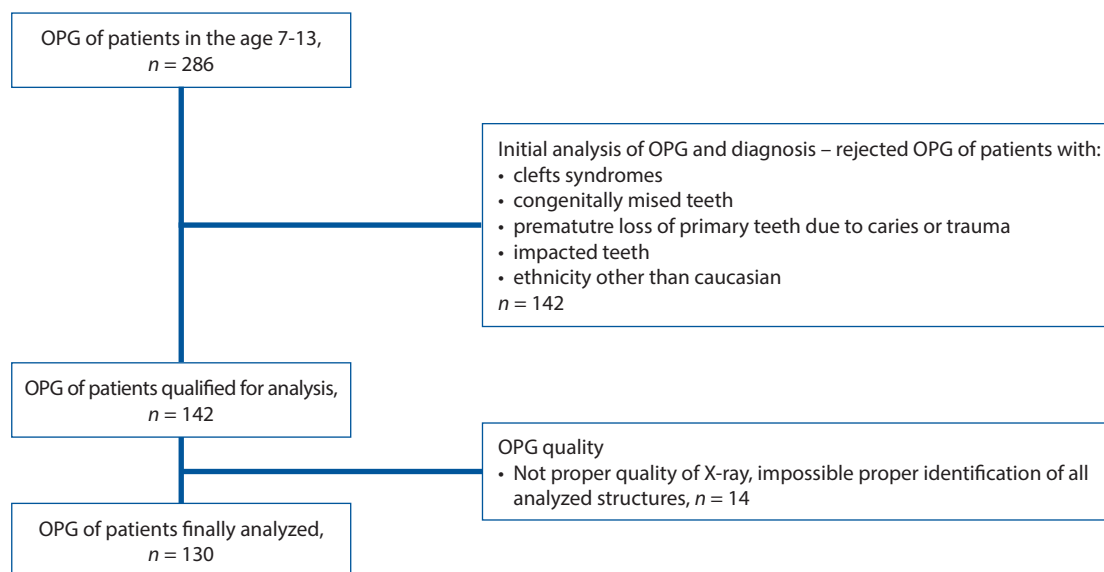 OPG of patients in the age 7-13,
n = 286
Initial analysis of OPG and diagnosis – rejected OPG of patients with:
• clefts syndromes
• congenitally mised teeth
• prematutre loss of primary teeth due to caries or trauma
• impacted teeth
• ethnicity other than caucasian
n = 142
OPG of patients qualified for analysis,
n = 142
OPG quality
• Not proper quality of X-ray, impossible proper identification of all
analyzed structures, n = 14
OPG of patients finally analyzed,
n = 130